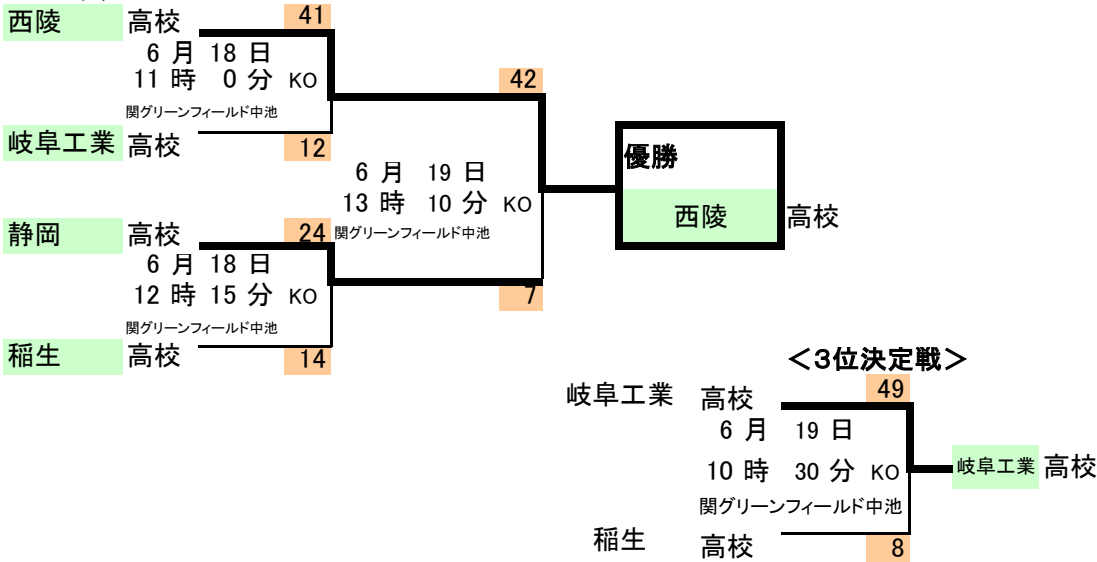 西陵 高校 41
6 月 18 日
11 時 0 分 KO
関グリーンフィールド中池
岐阜工業 高校 12
42
6 月 19 日
13 時 10 分 KO
関グリーンフィールド中池
優勝
西陵 高校
静岡 高校 24
6 月 18 日
12 時 15 分 KO
関グリーンフィールド中池
7
稲生 高校 14
＜3位決定戦＞
岐阜工業 高校 49
6 月 19 日
10 時 30 分 KO
岐阜工業 高校
関グリーンフィールド中池
稲生 高校 8